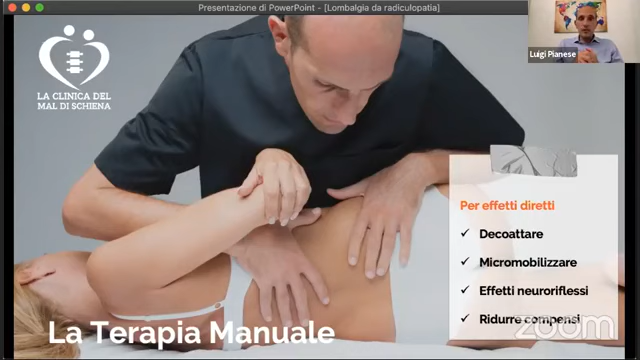 Presentazione di PowerPoint - [Lombalgia da radiculopatia]
Luigi Pianese
LA CLINICA DEL
MAL DI SCHIENA
Per effetti diretti
✓ Decoattare
✓ Micromobilizzare
✓ Effetti neuroriflessi
✓ Ridurre compensi
zoom
La Terapia Manuale